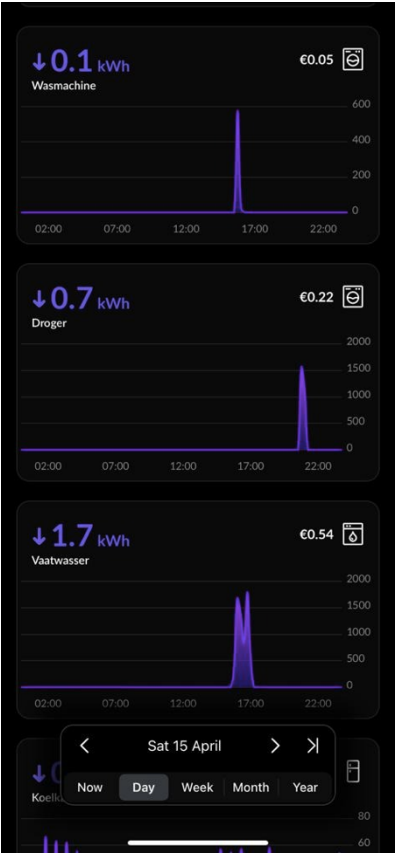 ↓0.1 kWh €0.05
Wasmachine
600
400
200
0
02:00 07:00 12:00 17:00 22:00
↓0.7 kWh €0.22
Droger
2000
1500
1000
500
0
02:00 07:00 12:00 17:00 22:00
↓1.7 kWh €0.54
Vaatwasser
2000
1500
1000
500
0
02:00 07:00 12:00 17:00 22:00
Sat 15 April
Now Day Week Month Year
80
60